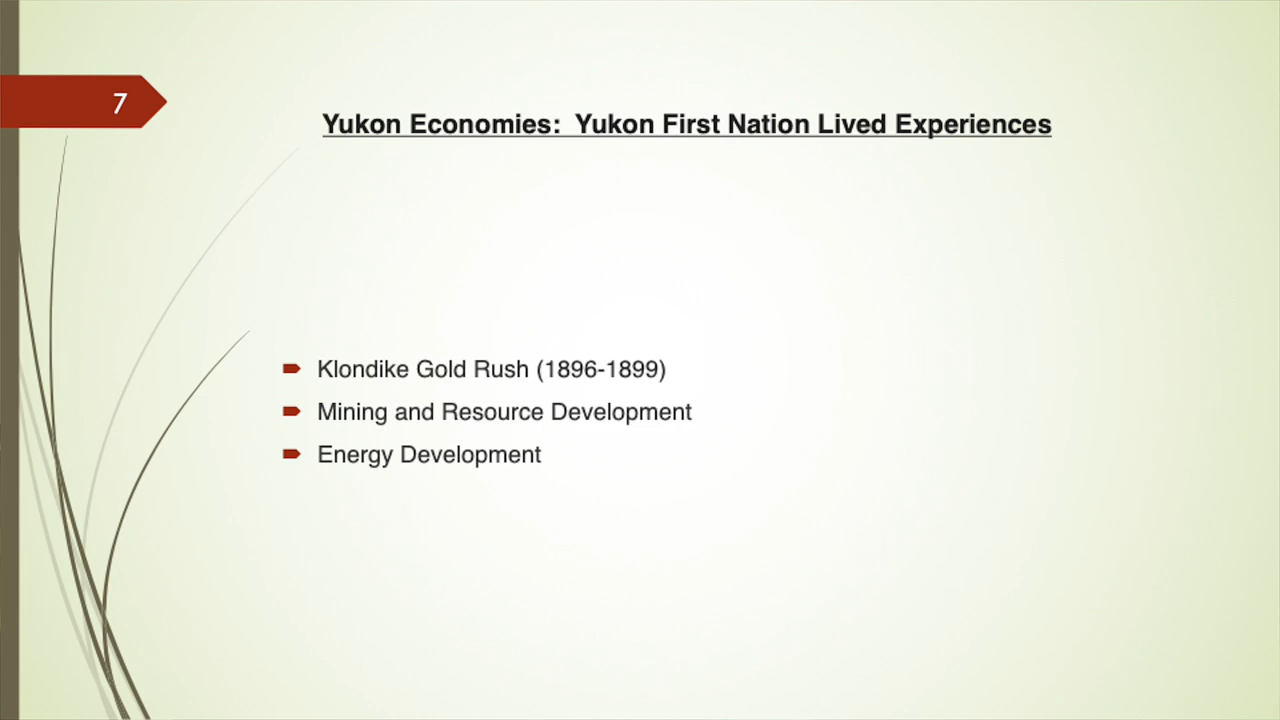 7
Yukon Economies:  Yukon First Nation Lived Experiences
Klondike Gold Rush (1896-1899)
Mining and Resource Development
Energy Development